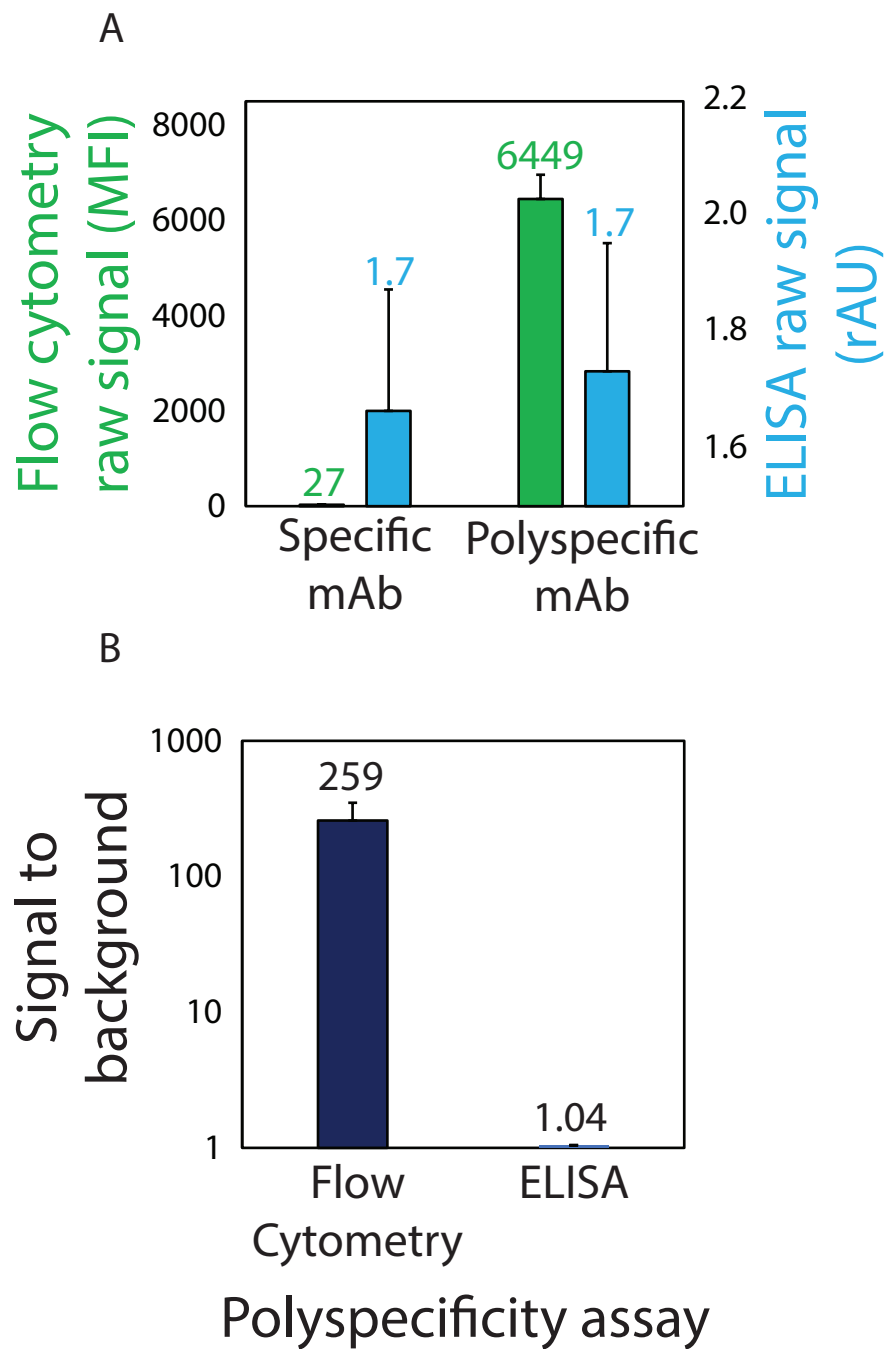 A
Flow cytometry
raw signal (MFI)
8000
6000
4000
2000
0
27
1.7
6449
1.7
2.2
2.0
1.8
1.6
ELISA raw signal
(rAU)
Specific
mAb
Polyspecific
mAb
B
Signal to
background
1000
100
10
1
259
1.04
Flow
Cytometry
ELISA
Polyspecificity assay